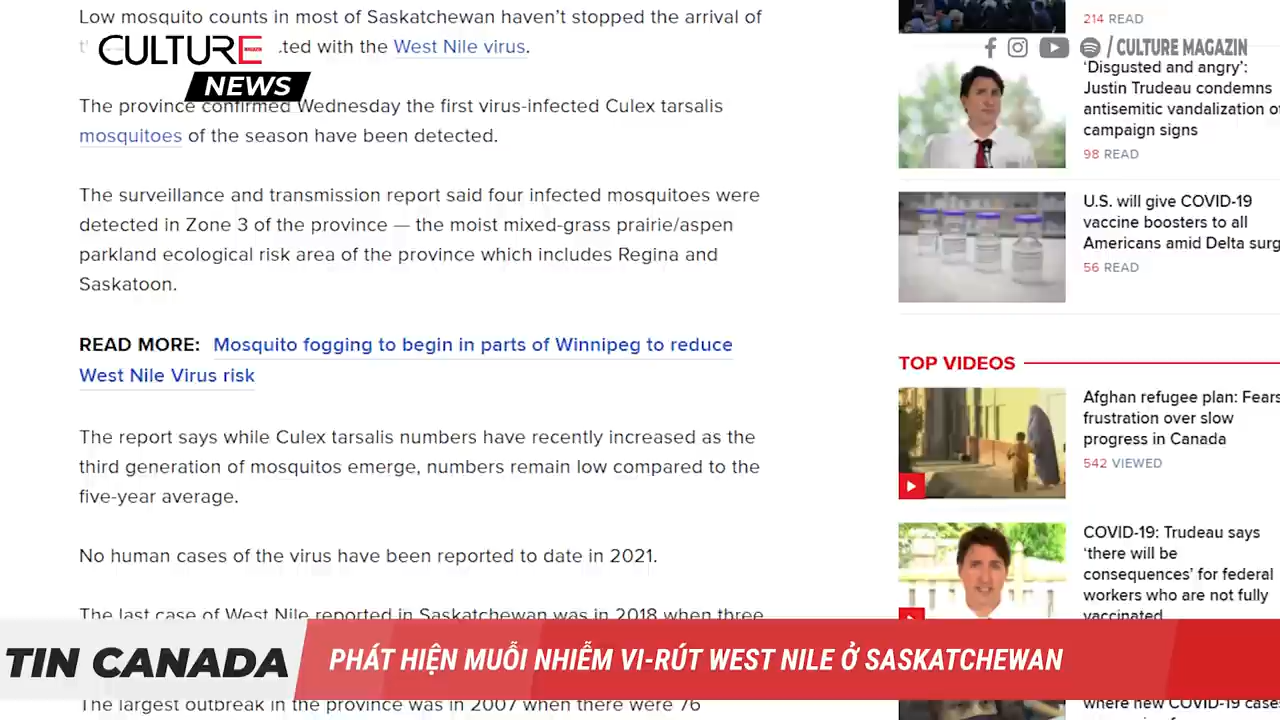 Low mosquito counts in most of Saskatchewan haven't stopped the arrival of
ted with the West Nile virus.
CULTURE
NEWS
The province confirmed Wednesday the first virus-infected Culex tarsalis
mosquitoes of the season have been detected.
The surveillance and transmission report said four infected mosquitoes were
detected in Zone 3 of the province — the moist mixed-grass prairie/aspen
parkland ecological risk area of the province which includes Regina and
Saskatoon.
READ MORE: Mosquito fogging to begin in parts of Winnipeg to reduce
West Nile Virus risk
The report says while Culex tarsalis numbers have recently increased as the
third generation of mosquitos emerge, numbers remain low compared to the
five-year average.
No human cases of the virus have been reported to date in 2021.
The last case of West Nile reported in Saskatchewan was in 2018 when three
The largest outbreak in the province was in 2007 when there were 76
214 READ
/ CULTURE MAGAZIN
'Disgusted and angry':
Justin Trudeau condemns
antisemitic vandalization of
campaign signs
98 READ
U.S. will give COVID-19
vaccine boosters to all
Americans amid Delta surg
56 READ
TOP VIDEOS
Afghan refugee plan: Fears
frustration over slow
progress in Canada
542 VIEWED
COVID-19: Trudeau says
'there will be
consequences' for federal
workers who are not fully
vaccinated
where new COVID-19 case
TIN CANADA
PHÁT HIỆN MUỖI NHIỄM VI-RÚT WEST NILE Ở SASKATCHEWAN